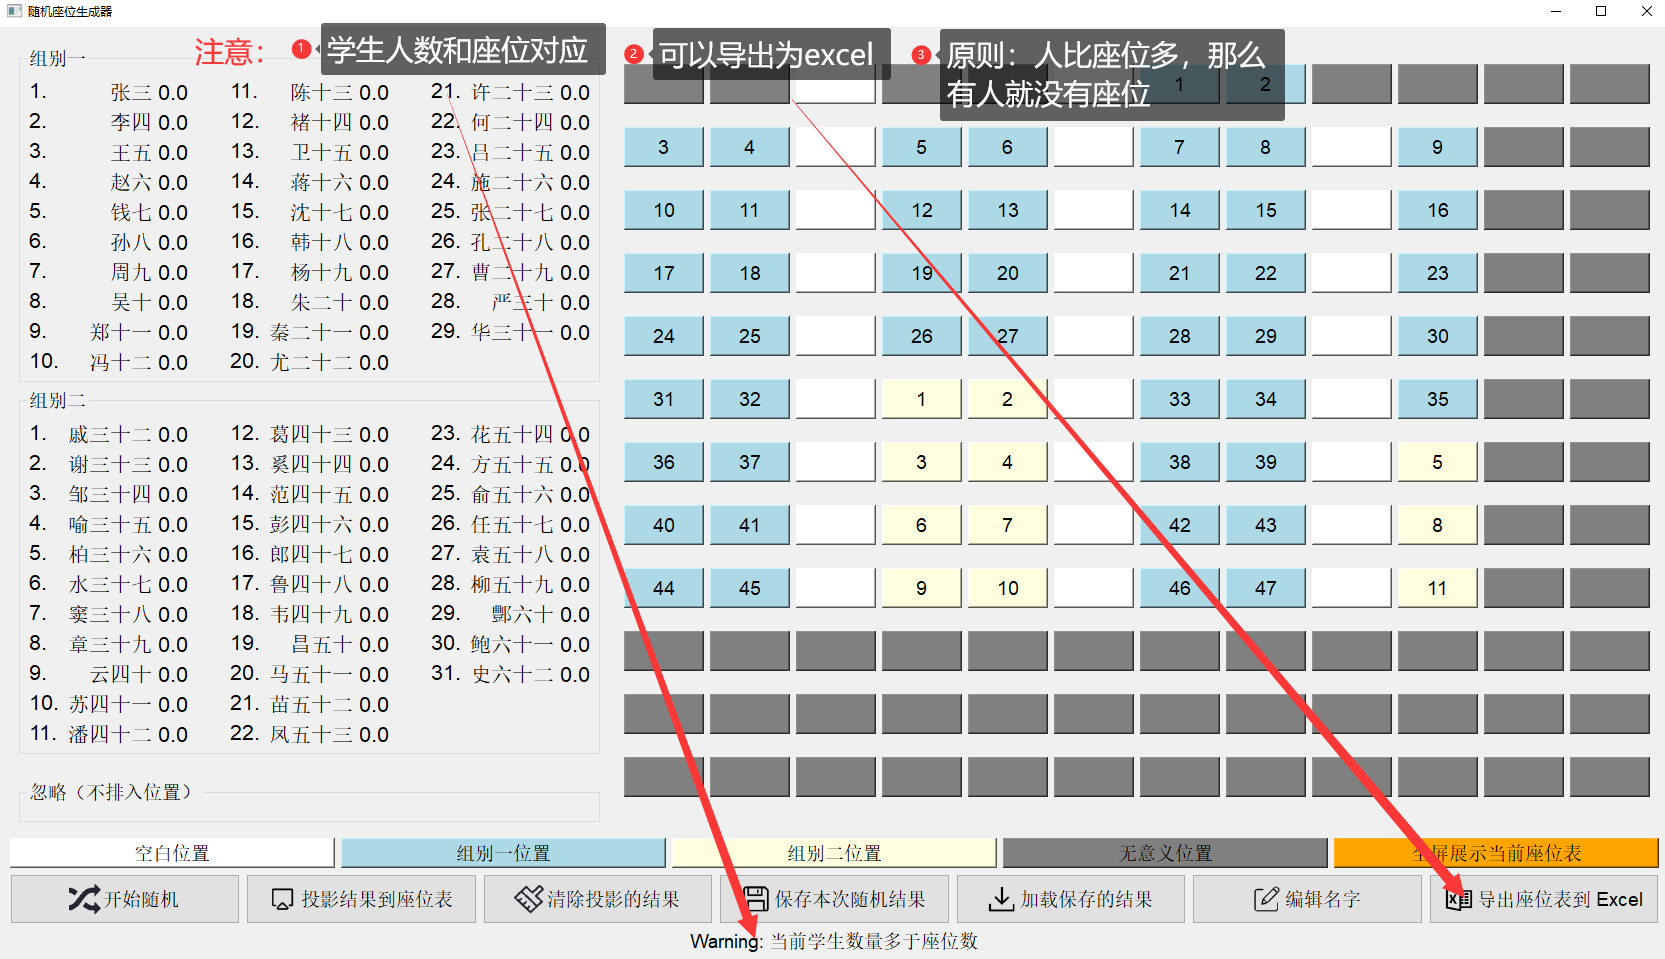 随机座位生成器
注意：
1 学生人数和座位对应
2 可以导出为excel
3 原则：人比座位多，那么
有人就没有座位
组别一
1. 张三 0.0 11. 陈十三 0.0 21. 许二十三 0.0
2. 李四 0.0 12. 褚十四 0.0 22. 何二十四 0.0
3. 王五 0.0 13. 卫十五 0.0 23. 吕二十五 0.0
4. 赵六 0.0 14. 蒋十六 0.0 24. 施二十六 0.0
5. 钱七 0.0 15. 沈十七 0.0 25. 张二十七 0.0
6. 孙八 0.0 16. 韩十八 0.0 26. 孔二十八 0.0
7. 周九 0.0 17. 杨十九 0.0 27. 曹二十九 0.0
8. 吴十 0.0 18. 朱二十 0.0 28. 严三十 0.0
9. 郑十一 0.0 19. 秦二十一 0.0 29. 华三十一 0.0
10. 冯十二 0.0 20. 尤二十二 0.0
组别二
1. 戚三十二 0.0 12. 葛四十三 0.0 23. 花五十四 0.0
2. 谢三十三 0.0 13. 奚四十四 0.0 24. 方五十五 0.0
3. 邹三十四 0.0 14. 范四十五 0.0 25. 俞五十六 0.0
4. 喻三十五 0.0 15. 彭四十六 0.0 26. 任五十七 0.0
5. 柏三十六 0.0 16. 郎四十七 0.0 27. 袁五十八 0.0
6. 水三十七 0.0 17. 鲁四十八 0.0 28. 柳五十九 0.0
7. 窦三十八 0.0 18. 韦四十九 0.0 29. 酆六十 0.0
8. 章三十九 0.0 19. 昌五十 0.0 30. 鲍六十一 0.0
9. 云四十 0.0 20. 马五十一 0.0 31. 史六十二 0.0
10. 苏四十一 0.0 21. 苗五十二 0.0
11. 潘四十二 0.0 22. 凤五十三 0.0
忽略（不排入位置）
1 2
3 4 5 6 7 8 9
10 11 12 13 14 15 16
17 18 19 20 21 22 23
24 25 26 27 28 29 30
31 32 1 2 33 34 35
36 37 3 4 38 39 5
40 41 6 7 42 43 8
44 45 9 10 46 47 11
空白位置 组别一位置 组别二位置 无意义位置 全屏展示当前座位表
开始随机 投影结果到座位表 清除投影的结果 保存本次随机结果 加载保存的结果 编辑名字 导出座位表到 Excel
Warning: 当前学生数量多于座位数